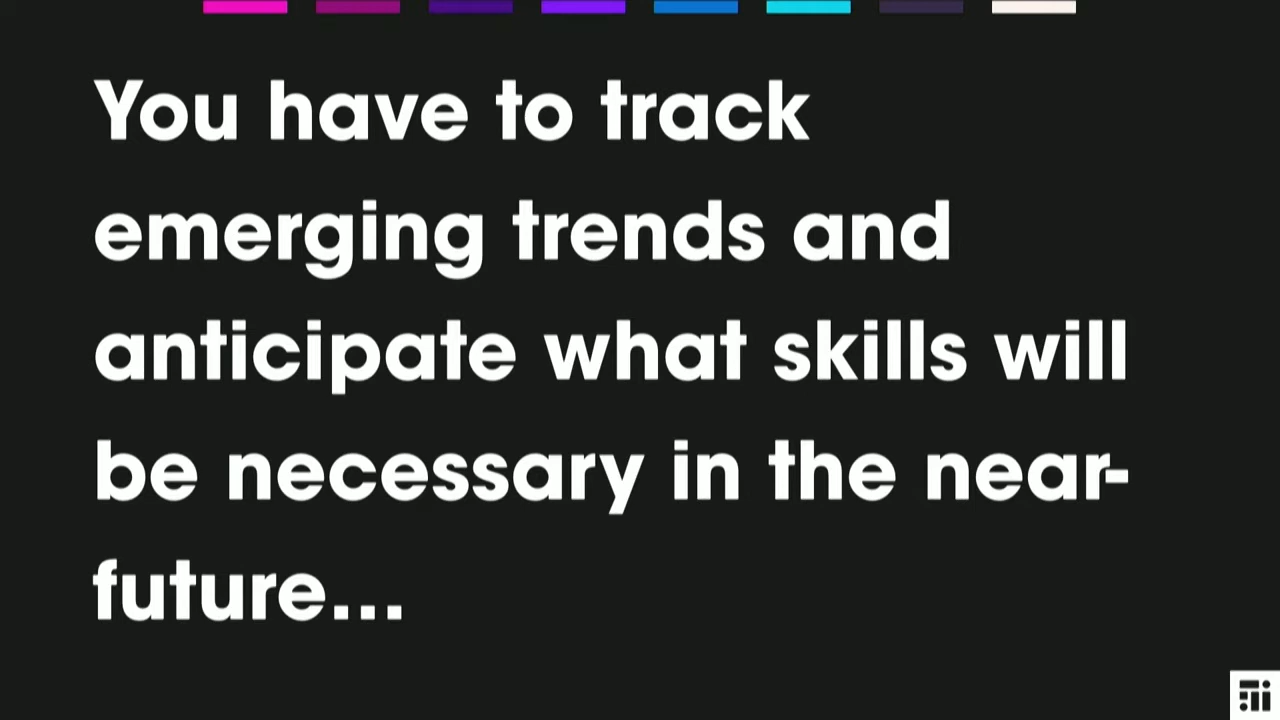 You have to track
emerging trends and
anticipate what skills will
be necessary in the near-
future...